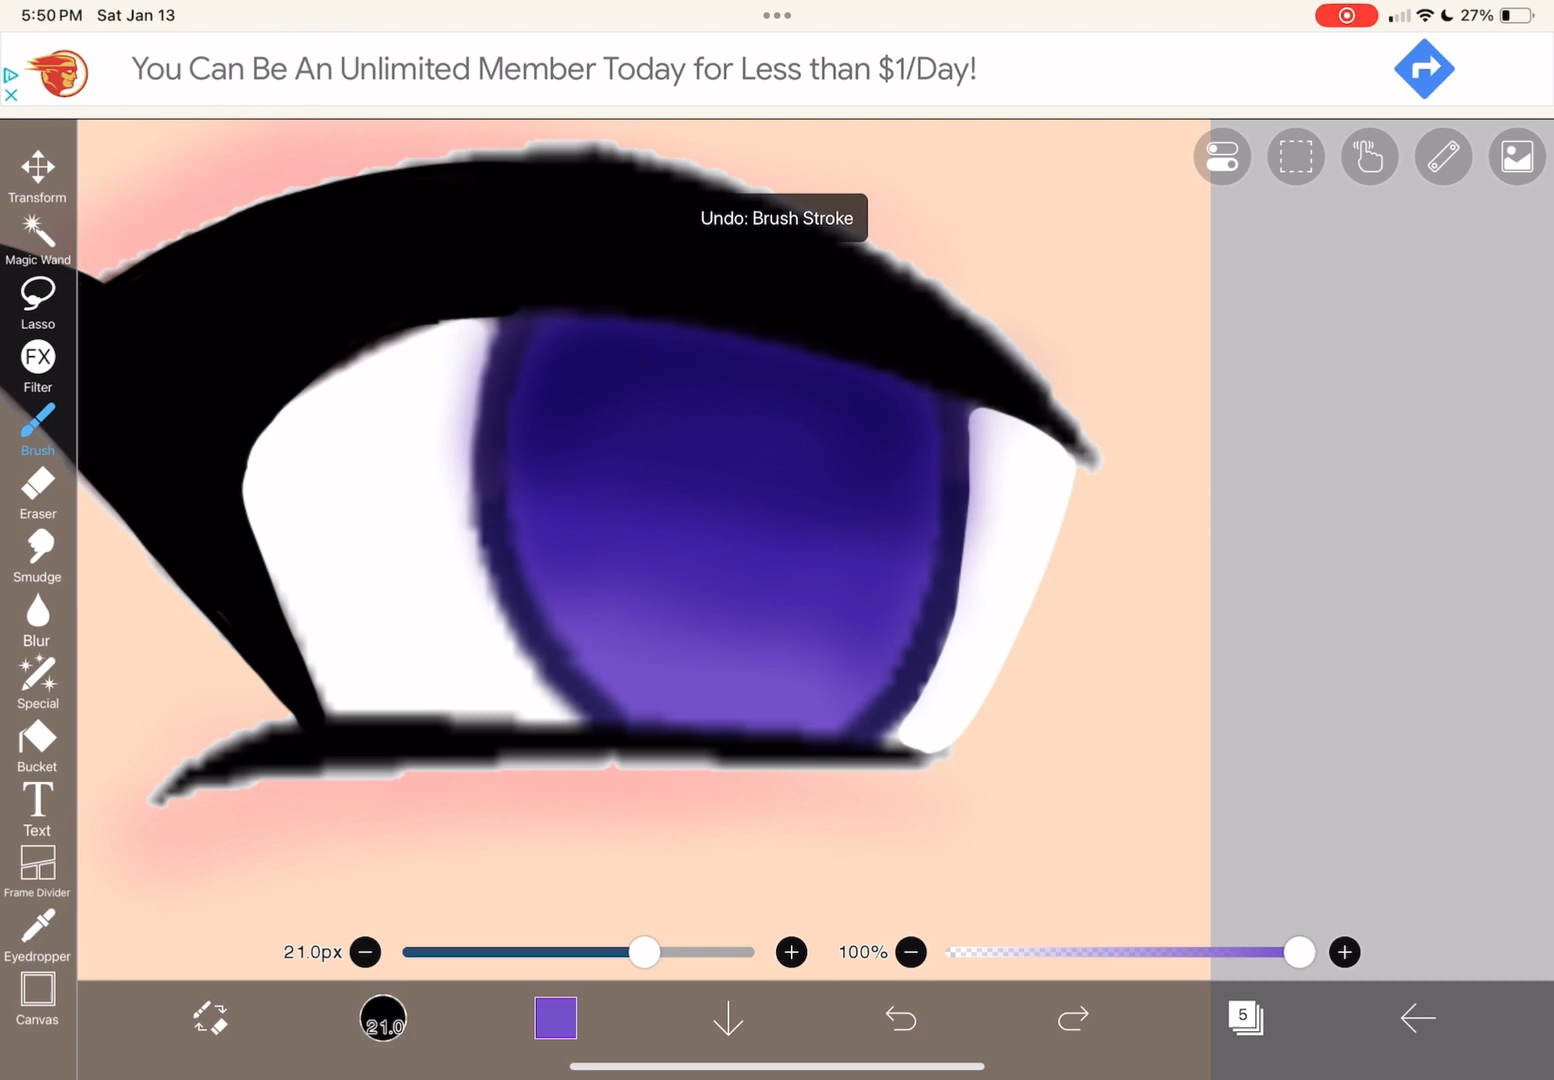 5:50 PM Sat Jan 13
27%
You Can Be An Unlimited Member Today for Less than $1/Day!
Undo: Brush Stroke
Transform
Magic Wand
Lasso
FX
Filter
Brush
Eraser
Smudge
Blur
Special
Bucket
T
Text
Frame Divider
Eyedropper
Canvas
21.0px
100%
21.0
5